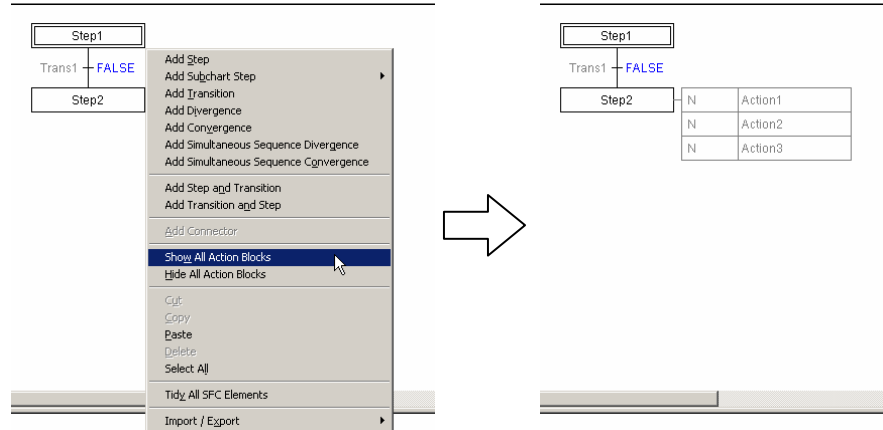 Step1
Trans1 FALSE
Step2
Add Step
Add Subchart Step
Add Transition
Add Divergence
Add Convergence
Add Simultaneous Sequence Divergence
Add Simultaneous Sequence Convergence
Add Step and Transition
Add Transition and Step
Add Connector
Show All Action Blocks
Hide All Action Blocks
Cut
Copy
Paste
Delete
Select All
Tidy All SFC Elements
Import / Export
Step1
Trans1 FALSE
Step2 N Action1
N Action2
N Action3